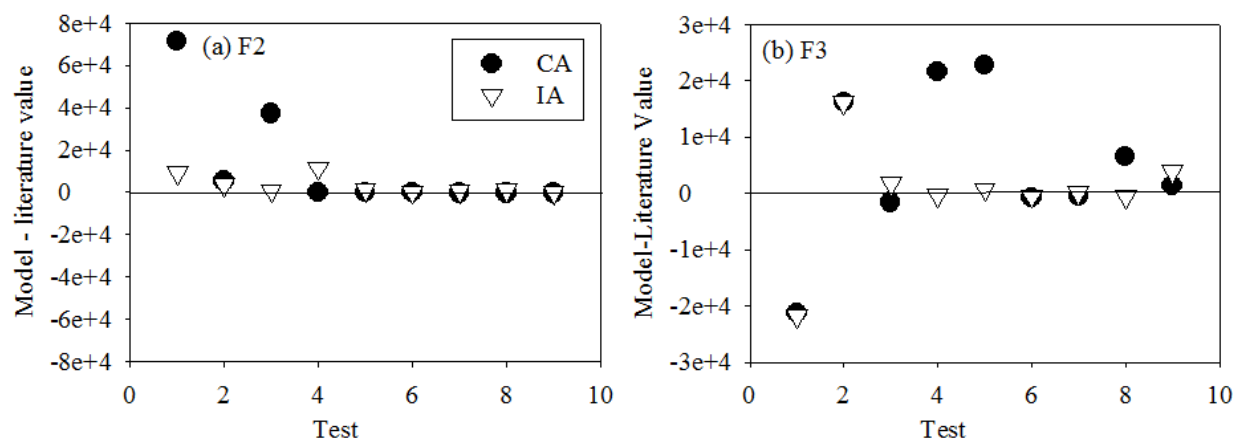 (a) F2
CA
IA
Model - literature value
8e+4
6e+4
4e+4
2e+4
0
-2e+4
-4e+4
-6e+4
-8e+4
0 2 4 6 8 10
Test
(b) F3
Model-Literature Value
3e+4
2e+4
1e+4
0
-1e+4
-2e+4
-3e+4
0 2 4 6 8 10
Test